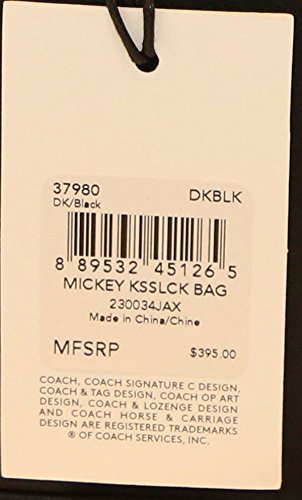 37980 DKBLK
DK/Black
8 89532 45126 5
MICKEY KSSLCK BAG
230034JAX
Made in China/Chine
MFSRP $395.00
COACH, COACH SIGNATURE C DESIGN,
COACH & TAG DESIGN, COACH OP ART
DESIGN, COACH & LOZENGE DESIGN
AND COACH HORSE & CARRIAGE
DESIGN ARE REGISTERED TRADEMARKS
® OF COACH SERVICES, INC.